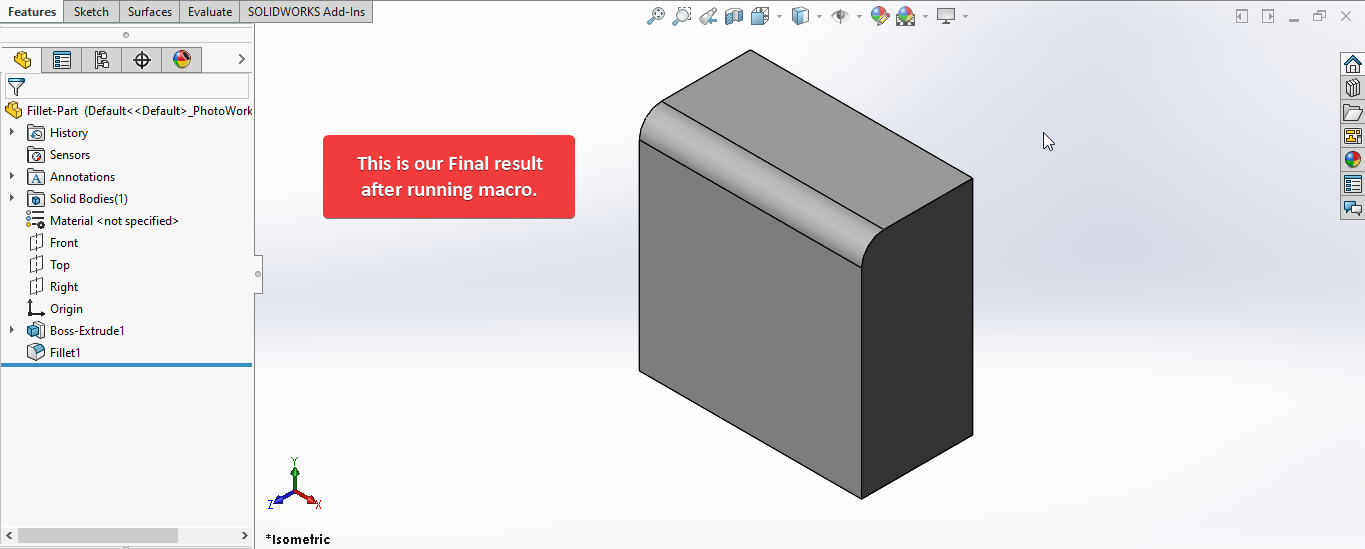 Features Sketch Surfaces Evaluate SOLIDWORKS Add-Ins
Fillet-Part (Default<<Default>_PhotoWork
History
Sensors
A Annotations
Solid Bodies(1)
Material <not specified>
Front
Top
Right
Origin
Boss-Extrude1
Fillet1
This is our Final result
after running macro.
Y
Z X
*Isometric